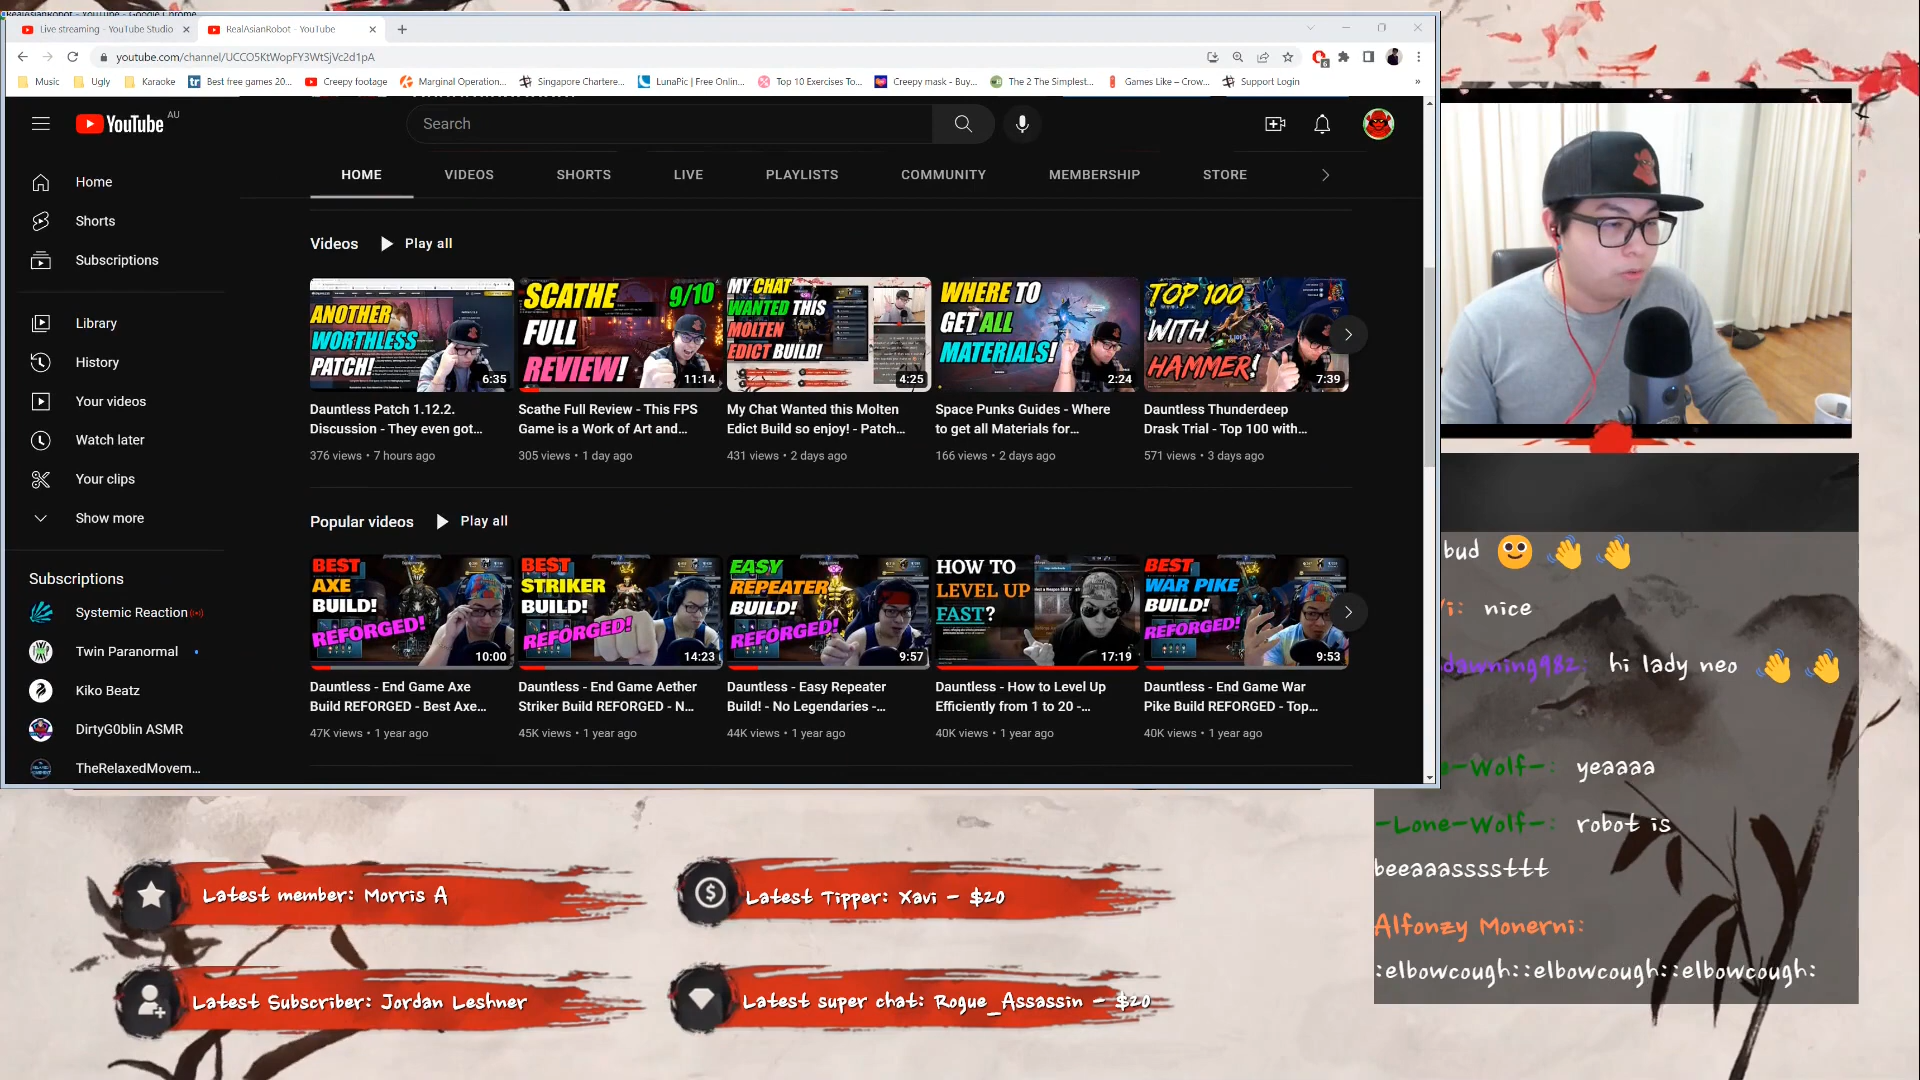 RealAsianRobot - YouTube - Google Chrome
Live streaming - YouTube Studio
RealAsianRobot - YouTube
youtube.com/channel/UCCO5KtWopFY3WtSjVc2d1pA
Music
Ugly
Karaoke
Best free games 20...
Creepy footage
Marginal Operation...
Singapore Chartere...
LunaPic | Free Onlin...
Top 10 Exercises To...
Creepy mask - Buy...
The 2 The Simplest...
Games Like – Crow...
Support Login
YouTube AU
Search
HOME
VIDEOS
SHORTS
LIVE
PLAYLISTS
COMMUNITY
MEMBERSHIP
STORE
Home
Shorts
Subscriptions
Library
History
Your videos
Watch later
Your clips
Show more
Subscriptions
Systemic Reaction
Twin Paranormal
Kiko Beatz
DirtyG0blin ASMR
TheRelaxedMovem...
Videos
Play all
ANOTHER
WORTHLESS
PATCH!
6:35
SCATHE 9/10
FULL
REVIEW!
11:14
MY CHAT
WANTED THIS
MOLTEN
EDICT BUILD!
4:25
WHERE TO
GET ALL
MATERIALS!
2:24
TOP 100
WITH
HAMMER!
7:39
Dauntless Patch 1.12.2.
Discussion - They even got...
376 views • 7 hours ago
Scathe Full Review - This FPS
Game is a Work of Art and...
305 views • 1 day ago
My Chat Wanted this Molten
Edict Build so enjoy! - Patch...
431 views • 2 days ago
Space Punks Guides - Where
to get all Materials for...
166 views • 2 days ago
Dauntless Thunderdeep
Drask Trial - Top 100 with...
571 views • 3 days ago
Popular videos
Play all
BEST
AXE
BUILD!
REFORGED!
10:00
BEST
STRIKER
BUILD!
REFORGED!
14:23
EASY
REPEATER
BUILD!
REFORGED!
9:57
HOW TO
LEVEL UP
FAST?
17:19
BEST
WAR PIKE
BUILD!
REFORGED!
9:53
Dauntless - End Game Axe
Build REFORGED - Best Axe...
47K views • 1 year ago
Dauntless - End Game Aether
Striker Build REFORGED - N...
45K views • 1 year ago
Dauntless - Easy Repeater
Build! - No Legendaries -...
44K views • 1 year ago
Dauntless - How to Level Up
Efficiently from 1 to 20 -...
40K views • 1 year ago
Dauntless - End Game War
Pike Build REFORGED - Top...
40K views • 1 year ago
bud
nice
dawning982: hi lady neo
-Wolf-: yeaaaa
-Lone-Wolf-: robot is
beeaaassssttt
Alfonzy Monerni:
:elbowcough::elbowcough::elbowcough:
Latest member: Morris A
Latest Tipper: Xavi - $20
Latest Subscriber: Jordan Leshner
Latest super chat: Rogue_Assassin - $20